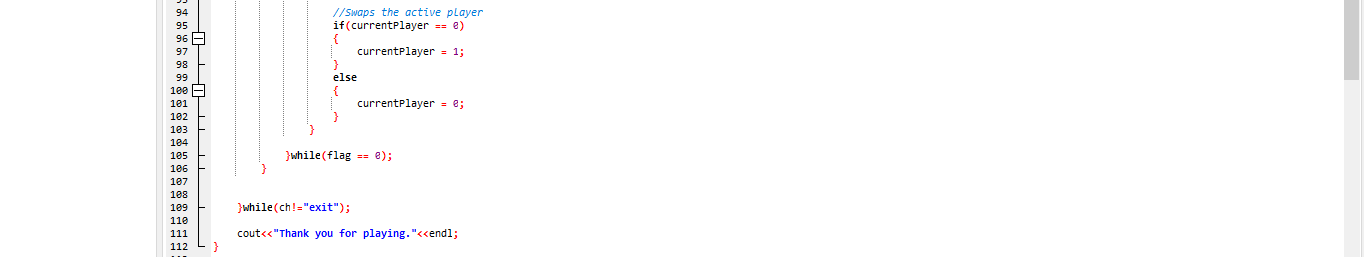 94 //Swaps the active player
95 if(currentPlayer == 0)
96 {
97 currentPlayer = 1;
98 }
99 else
100 {
101 currentPlayer = 0;
102 }
103 }
104
105 }while(flag == 0);
106 }
107
108
109 }while(ch!="exit");
110
111 cout<<"Thank you for playing."<<endl;
112 }